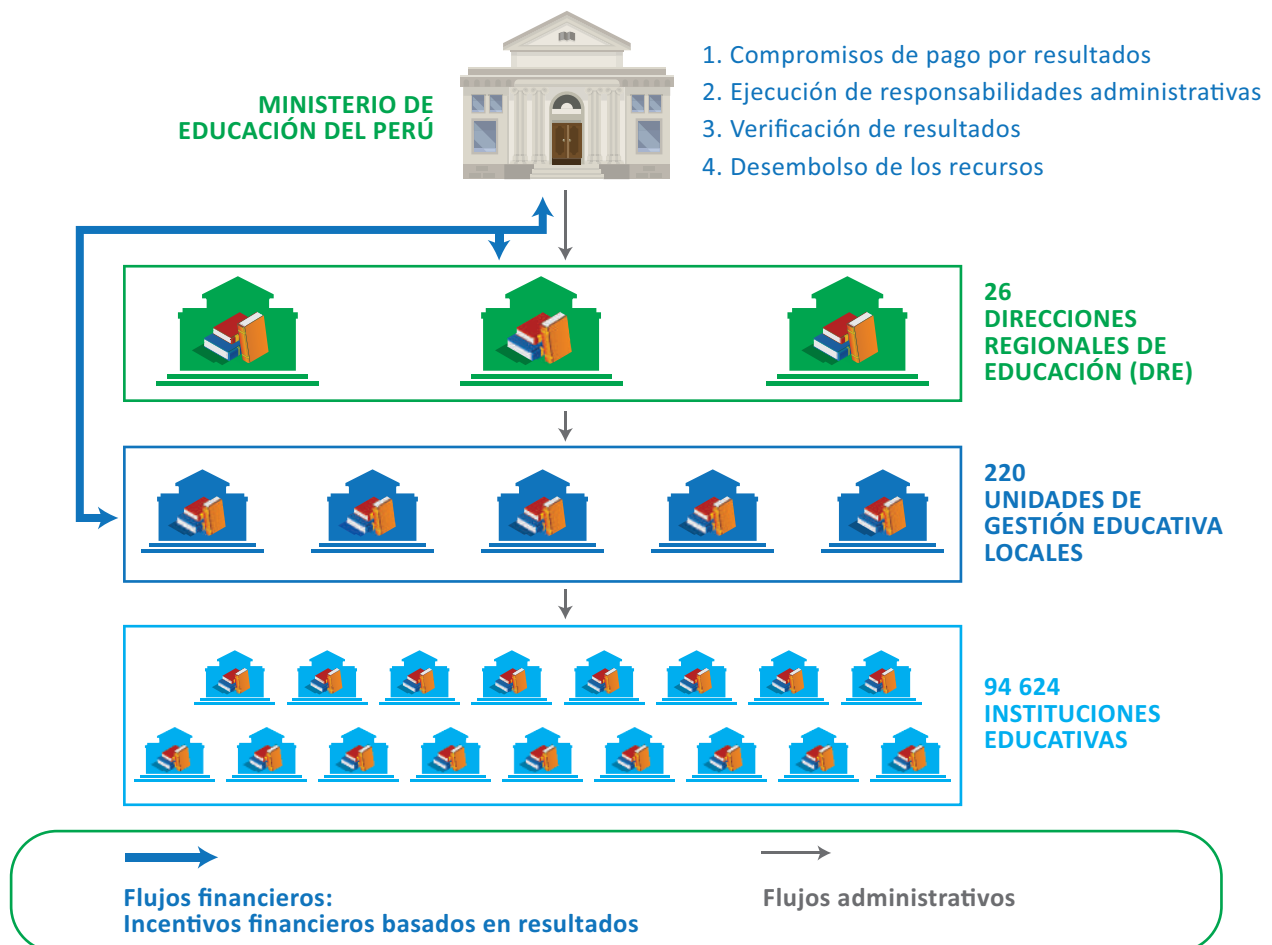 MINISTERIO DE
EDUCACIÓN DEL PERÚ
1. Compromisos de pago por resultados
2. Ejecución de responsabilidades administrativas
3. Verificación de resultados
4. Desembolso de los recursos
26
DIRECCIONES
REGIONALES DE
EDUCACIÓN (DRE)
220
UNIDADES DE
GESTIÓN EDUCATIVA
LOCALES
94 624
INSTITUCIONES
EDUCATIVAS
Flujos financieros:
Incentivos financieros basados en resultados
Flujos administrativos